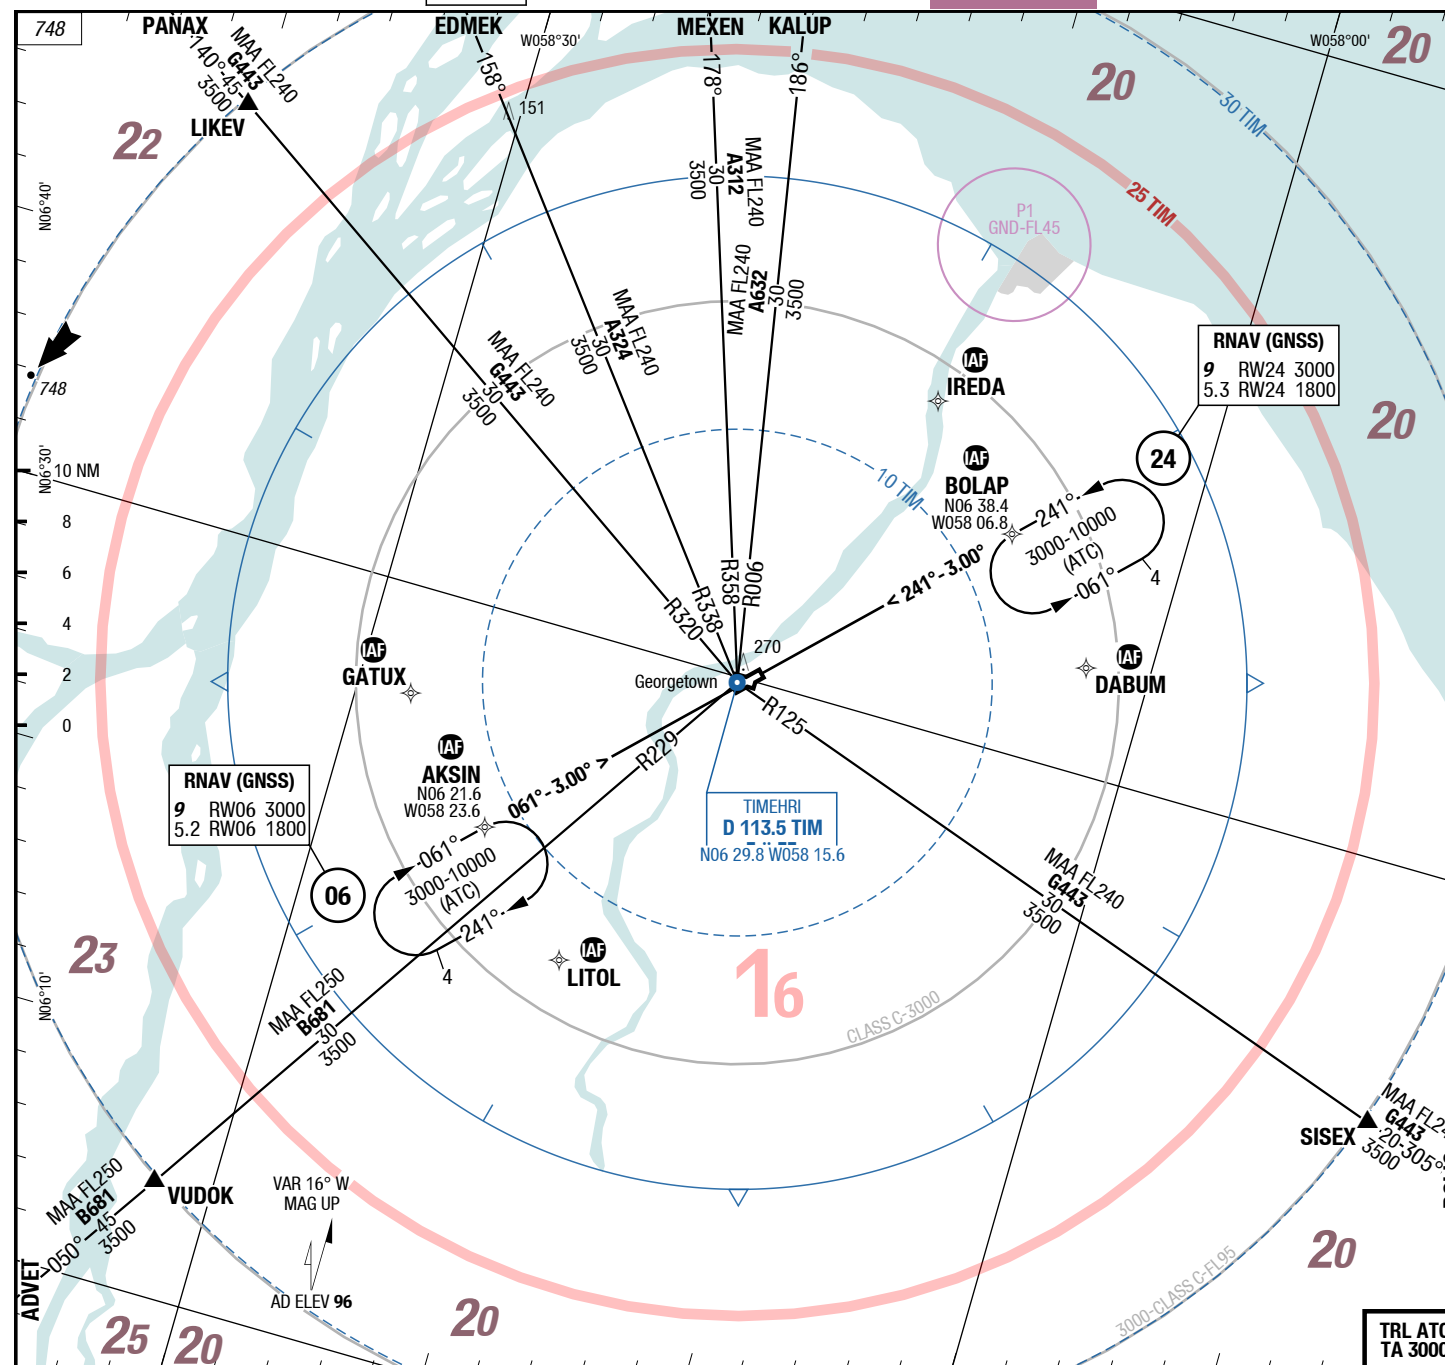 748
PANAX
EDMEK
MEXEN
KALUP
W058°30'
W058°00'
20
20
MAA FL240
G443
140°-45-
3500
LIKEV
22
158°
151
178°
186°
MAA FL240
A312
30
3500
MAA FL240
A632
30
3500
30 TIM
25 TIM
P1
GND-FL45
N06°40'
748
MAA FL240
G443
30
3500
MAA FL240
A324
30
3500
IAF
IREDA
RNAV (GNSS)
9 RW24 3000
5.3 RW24 1800
20
24
N06°30'
10 NM
8
6
4
2
0
10 TIM
IAF
BOLAP
N06 38.4
W058 06.8
241°
3000-10000
(ATC)
061°
4
< 241°-3.00°
R320
R338
R358
R006
270
Georgetown
IAF
GATUX
IAF
DABUM
R125
R229
IAF
AKSIN
N06 21.6
W058 23.6
061°-3.00° >
RNAV (GNSS)
9 RW06 3000
5.2 RW06 1800
06
061°
3000-10000
(ATC)
241°
4
TIMEHRI
D 113.5 TIM
N06 29.8 W058 15.6
MAA FL240
G443
30
3500
IAF
LITOL
16
23
N06°10'
MAA FL250
B681
30
3500
CLASS C-3000
SISEX
G443
20-305°
3500
MAA FL250
B681
050°-45
3500
VUDOK
VAR 16° W
MAG UP
AD ELEV 96
ADVET
25
20
20
20
3000-CLASS C-FL95
TA 3000